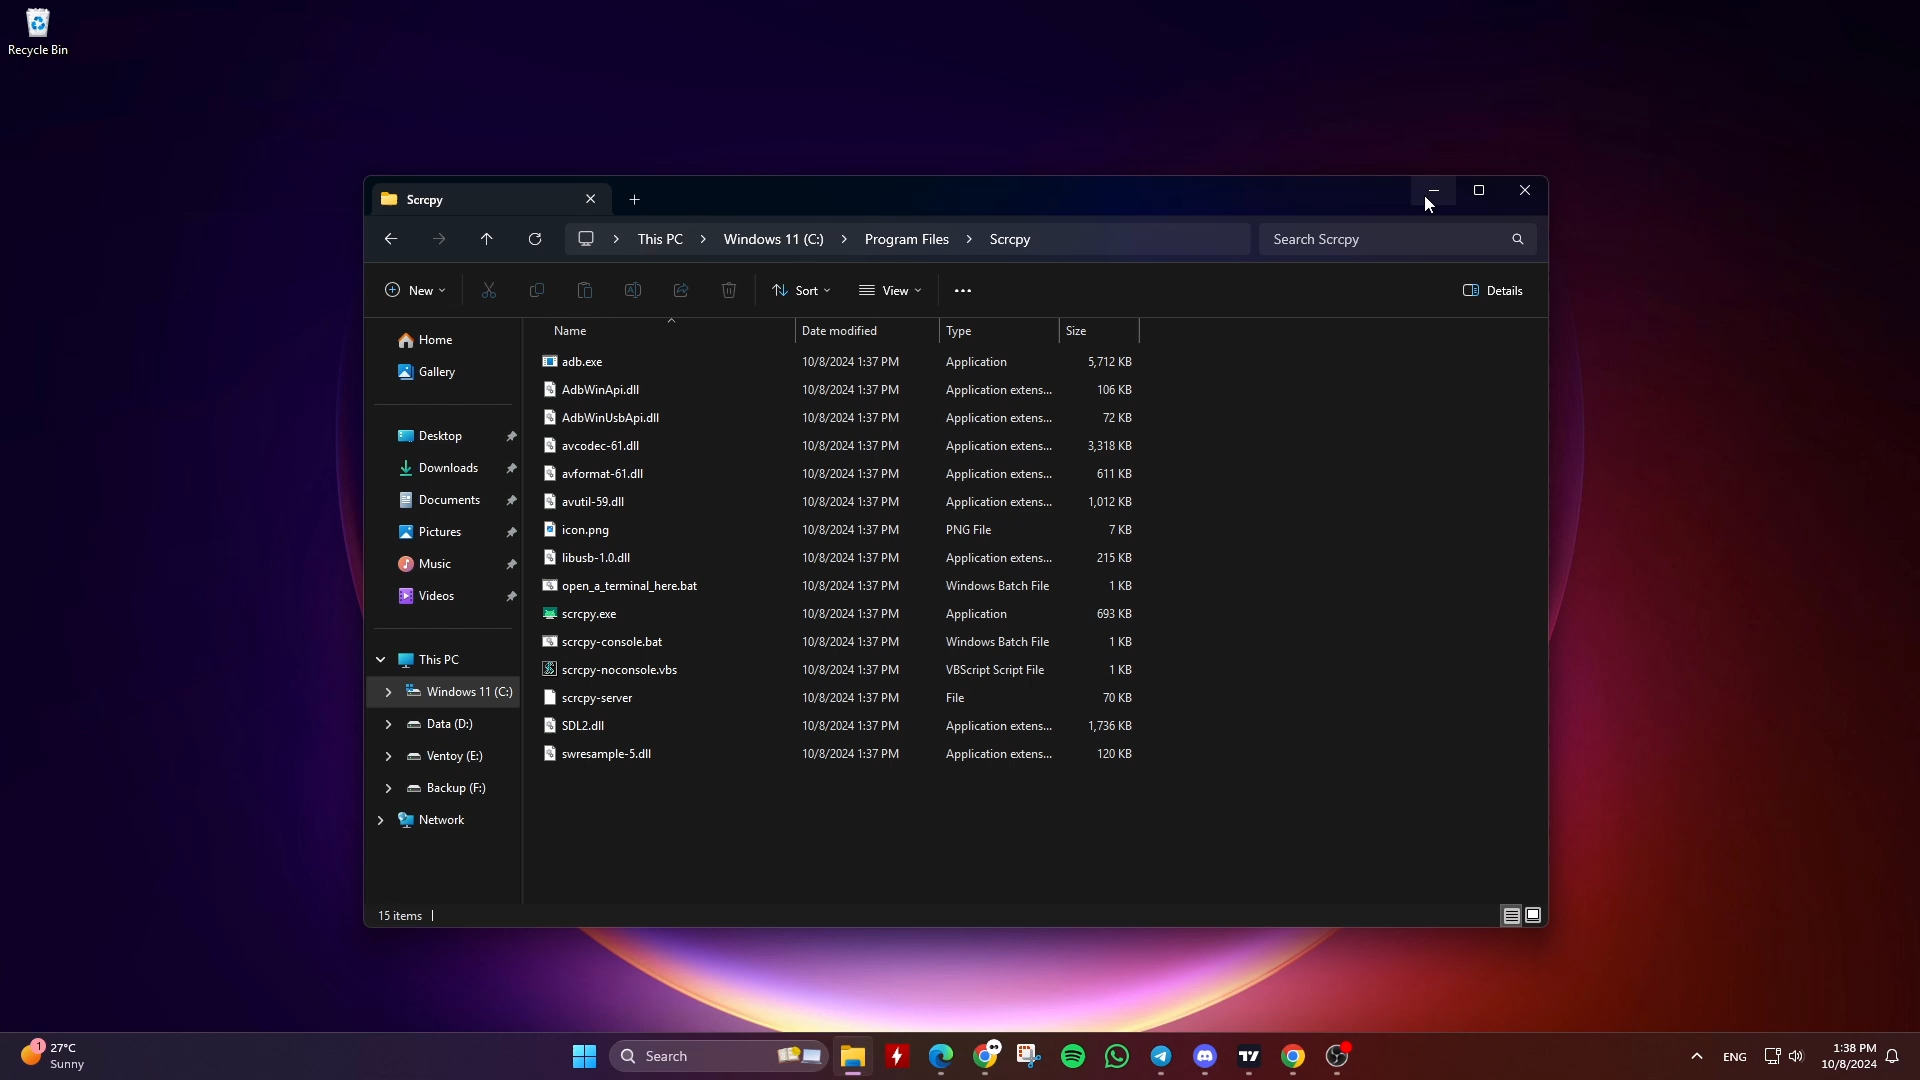 Recycle Bin
Scrcpy
This PC Windows 11 (C:) Program Files Scrcpy Search Scrcpy
New Sort View Details
Name Date modified Type Size
Home
Gallery
Desktop
Downloads
Documents
Pictures
Music
Videos
This PC
Windows 11 (C:)
Data (D:)
Ventoy (E:)
Backup (F:)
Network
adb.exe 10/8/2024 1:37 PM Application 5,712 KB
AdbWinApi.dll 10/8/2024 1:37 PM Application extens... 106 KB
AdbWinUsbApi.dll 10/8/2024 1:37 PM Application extens... 72 KB
avcodec-61.dll 10/8/2024 1:37 PM Application extens... 3,318 KB
avformat-61.dll 10/8/2024 1:37 PM Application extens... 611 KB
avutil-59.dll 10/8/2024 1:37 PM Application extens... 1,012 KB
icon.png 10/8/2024 1:37 PM PNG File 7 KB
libusb-1.0.dll 10/8/2024 1:37 PM Application extens... 215 KB
open_a_terminal_here.bat 10/8/2024 1:37 PM Windows Batch File 1 KB
scrcpy.exe 10/8/2024 1:37 PM Application 693 KB
scrcpy-console.bat 10/8/2024 1:37 PM Windows Batch File 1 KB
scrcpy-noconsole.vbs 10/8/2024 1:37 PM VBScript Script File 1 KB
scrcpy-server 10/8/2024 1:37 PM File 70 KB
SDL2.dll 10/8/2024 1:37 PM Application extens... 1,736 KB
swresample-5.dll 10/8/2024 1:37 PM Application extens... 120 KB
15 items
1
27°C
Sunny
Search
ENG
1:38 PM
10/8/2024